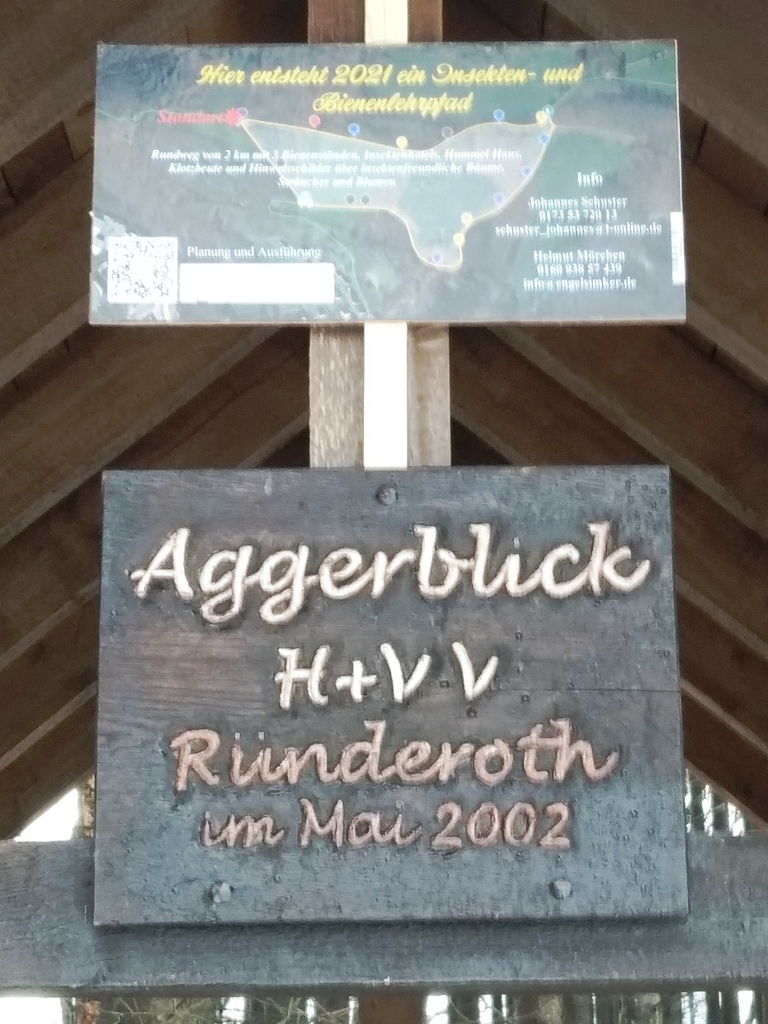 Hier entsteht 2021 ein Insekten- und
Bienenlehrpfad
Standort
Rundweg von 2 km mit 3 Bienenständen, Insektenhotels, Hummel Haus,
Klotzbeute und Hinweisschilder über insektenfreundliche Bäume,
Sträucher und Blumen
Info
Johannes Schuster
0173 53 720 13
schuster_johannes@t-online.de
Helmut Märchen
0160 938 57 439
info@engelsimker.de
Planung und Ausführung
Aggerblick
H+V V
Ründeroth
im Mai 2002